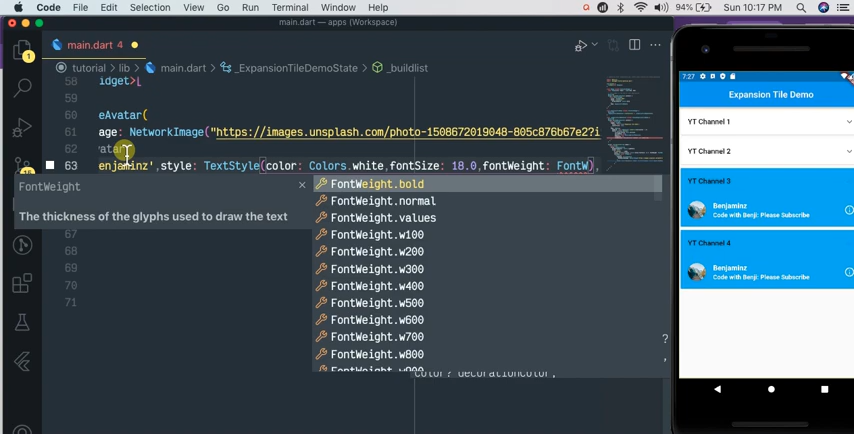 Code File Edit Selection View Go Run Terminal Window Help 94% Sun 10:17 PM
main.dart — apps (Workspace)
main.dart 4
tutorial > lib > main.dart > _ExpansionTileDemoState > _buildlist
58 idget>[
59
60 eAvatar(
61 age: NetworkImage("https://images.unsplash.com/photo-1508672019048-805c876b67e2?i
62 atar
63 enjaminz',style: TextStyle(color: Colors.white,fontSize: 18.0,fontWeight: FontW),
FontWeight
The thickness of the glyphs used to draw the text
FontWeight.bold
FontWeight.normal
FontWeight.values
FontWeight.w100
FontWeight.w200
FontWeight.w300
FontWeight.w400
FontWeight.w500
FontWeight.w600
FontWeight.w700
FontWeight.w800
FontWeight.w900
67
68
69
70
71
?
,
Color? decorationColor,
7:27
Expansion Tile Demo
YT Channel 1
YT Channel 2
YT Channel 3
Benjaminz
Code with Benji: Please Subscribe
YT Channel 4
Benjaminz
Code with Benji: Please Subscribe